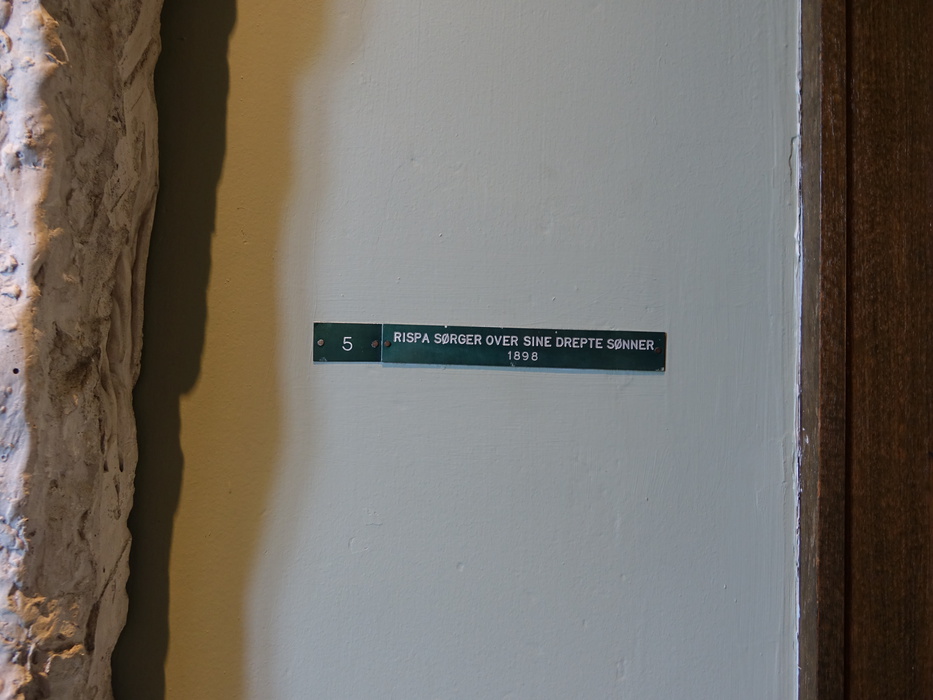 5
RISPA SØRGER OVER SINE DREPTE SØNNER
1898